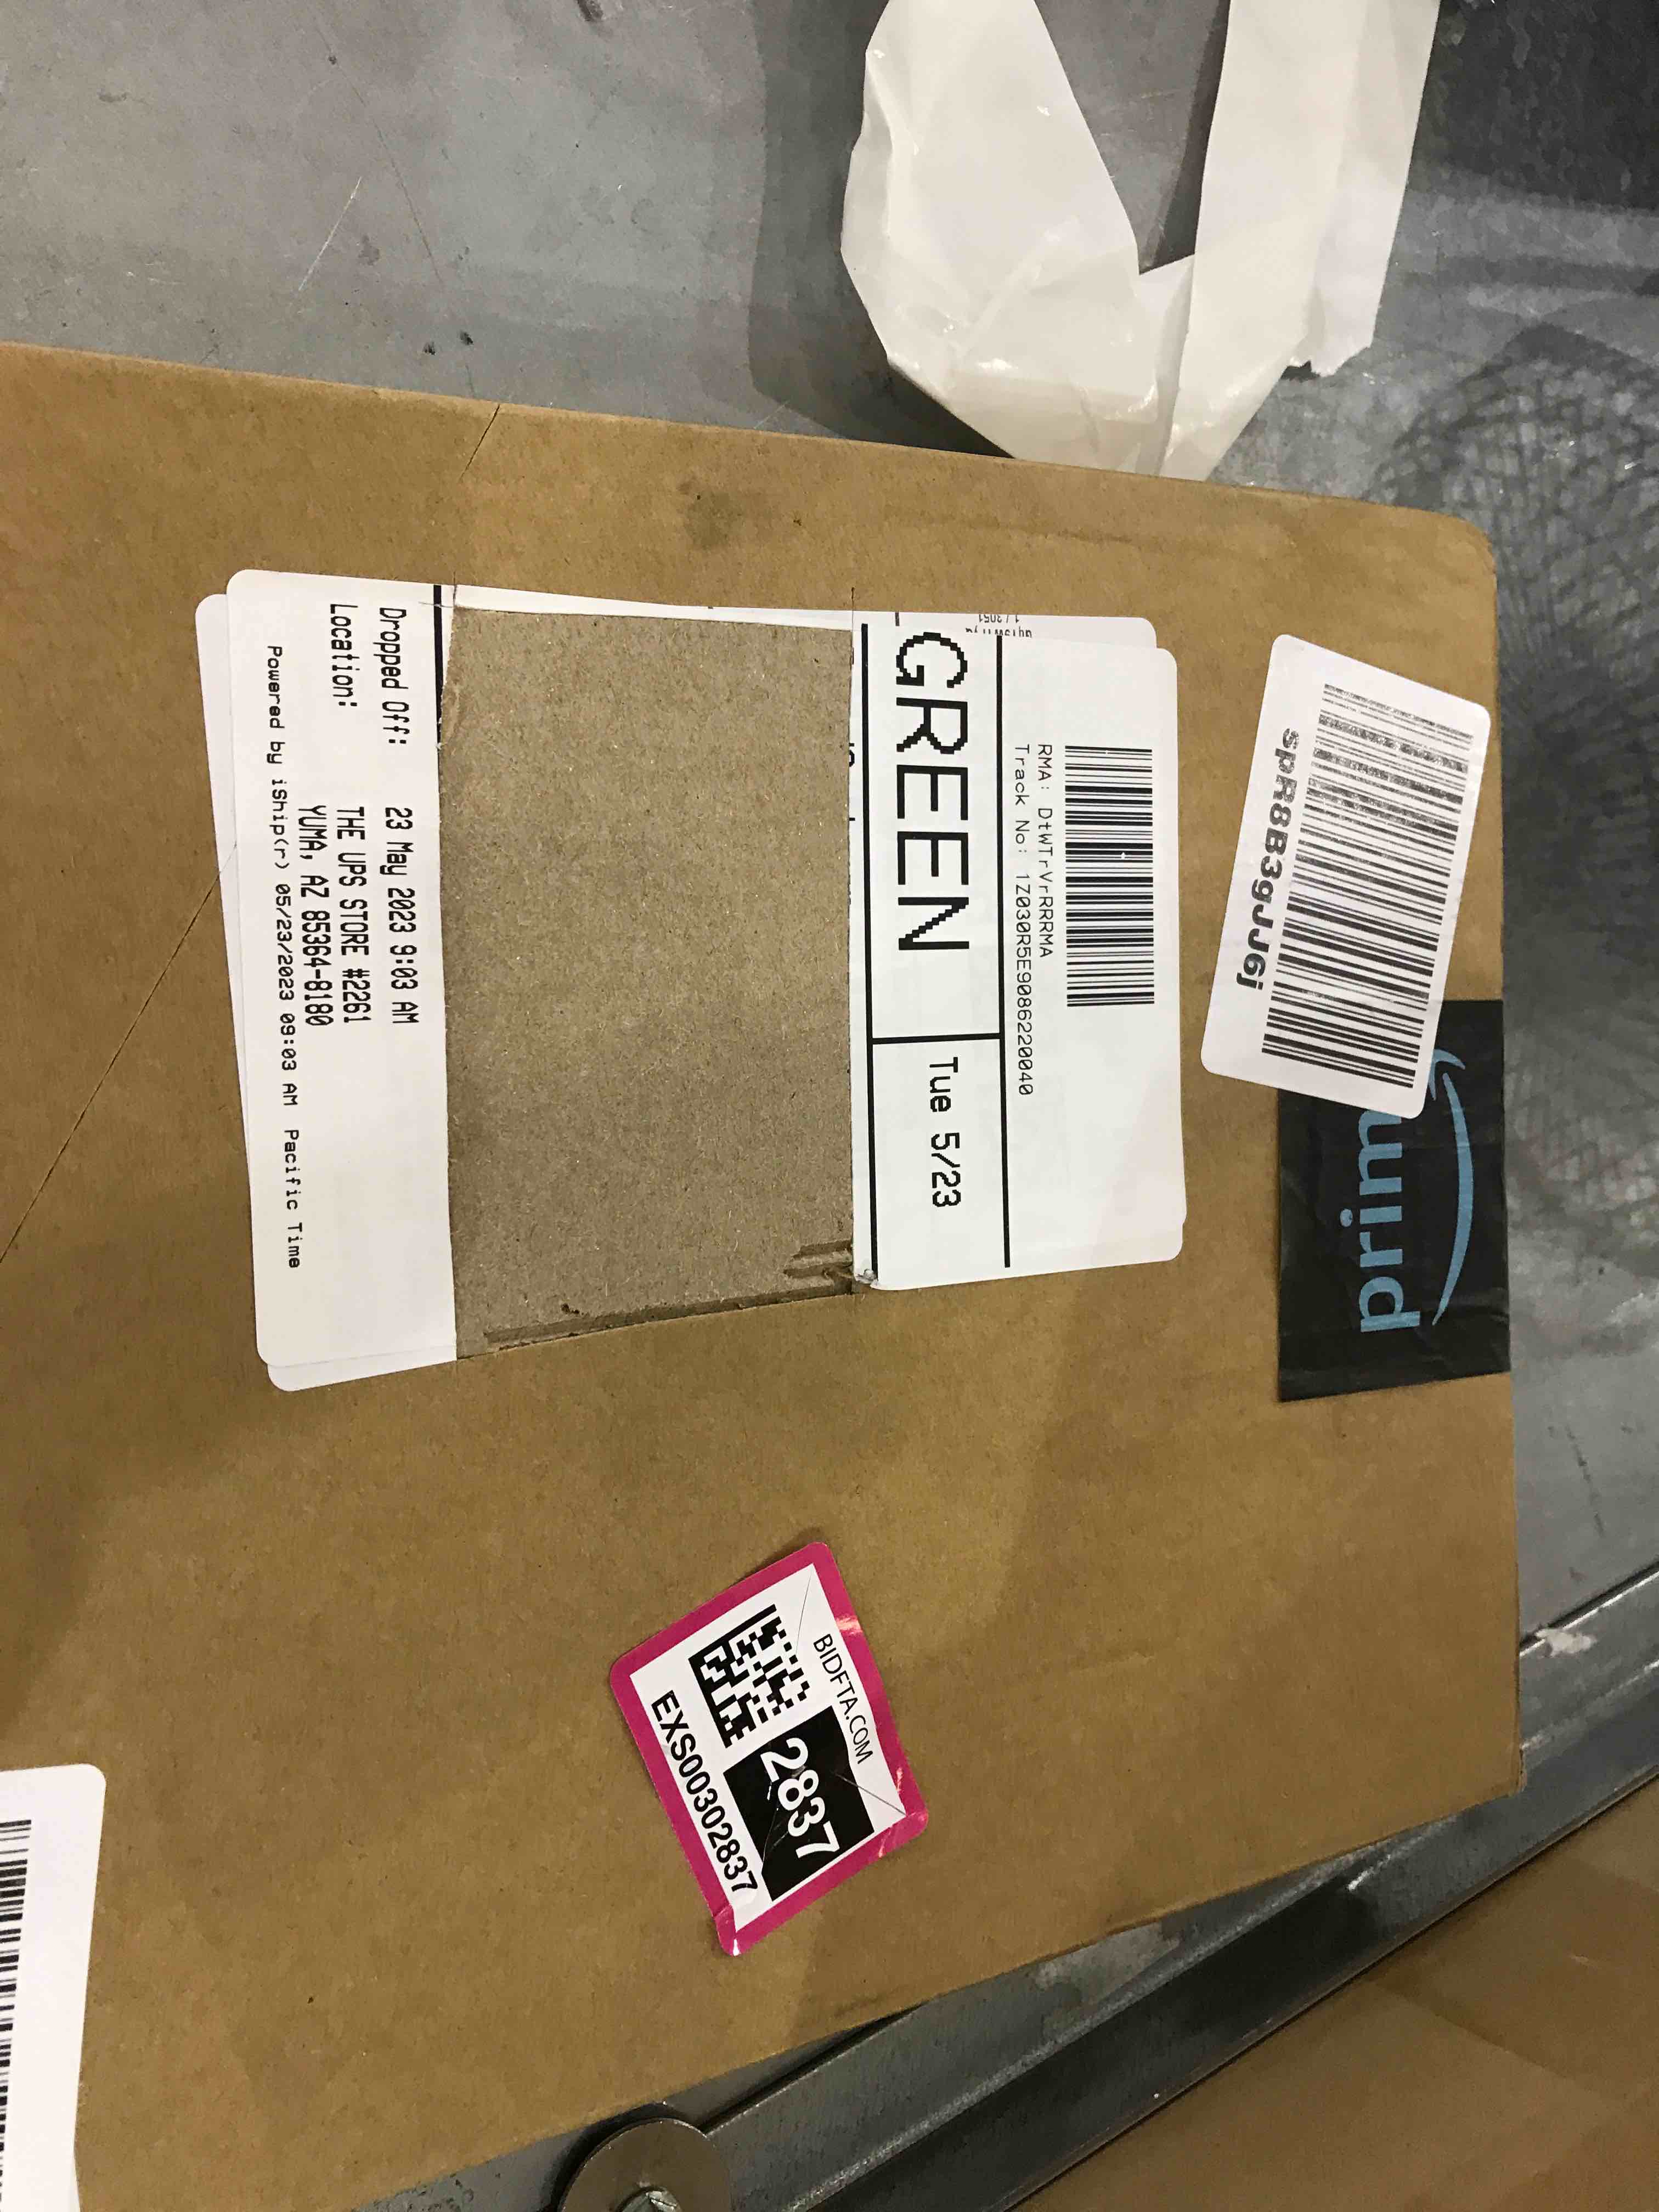 spR8B3gJJ6j
prim
RMA: DtWTrVrRRRMA
Track No: 1Z030R5E9086220040
GREEN
Tue 5/23
Dropped Off: 23 May 2023 9:03 AM
Location: THE UPS STORE #2261
YUMA, AZ 85364-8180
Powered by iShip(r) 05/23/2023 09:03 AM Pacific Time
BIDFTA.COM
2837
EXS00302837